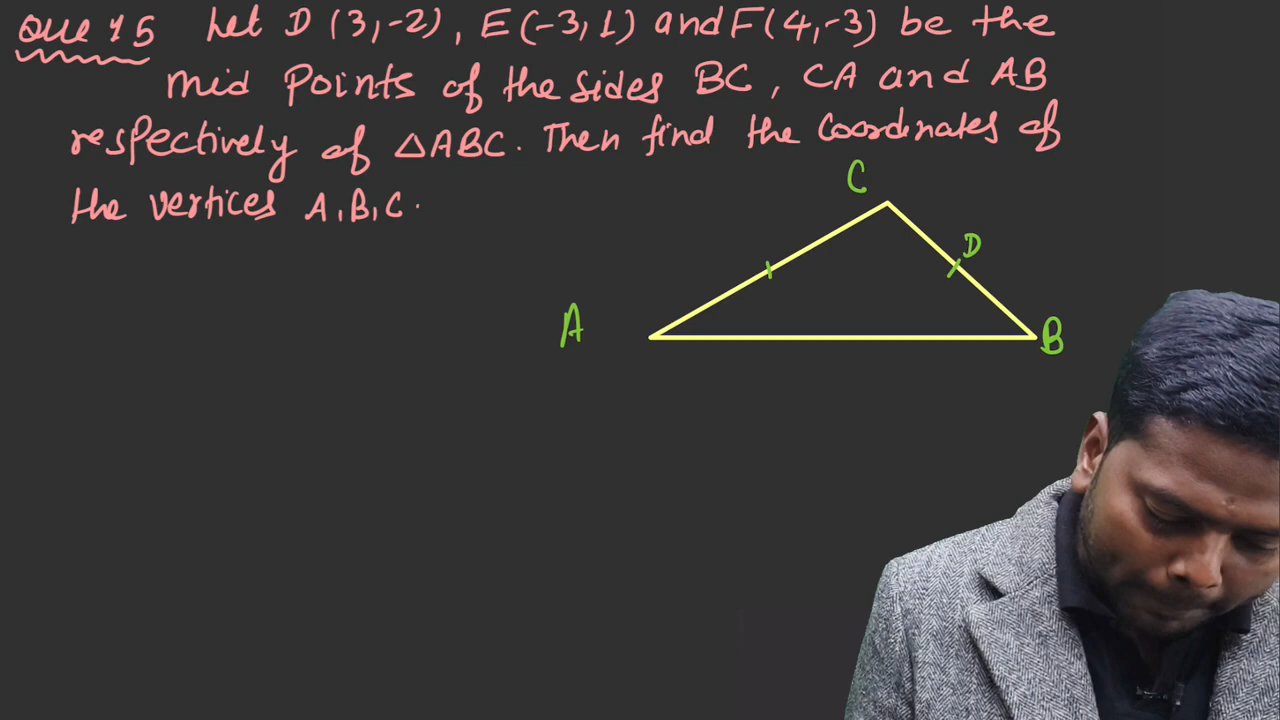 Que 15 Let D (3,-2), E(-3,1) and F(4,-3) be the
mid points of the sides BC, CA and AB
respectively of △ABC. Then find the coordinates of
the vertices A,B,C.
C
D
A
B